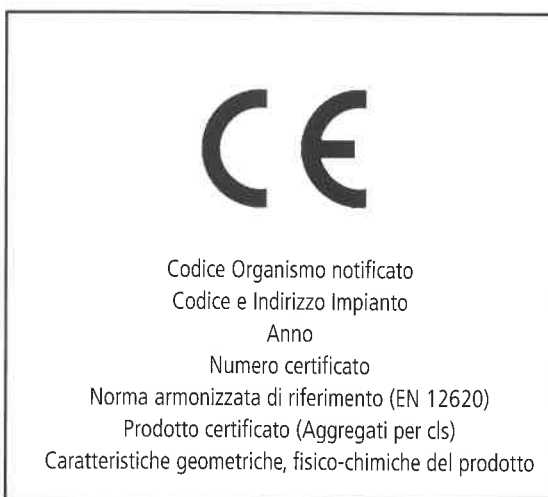 CE
Codice Organismo notificato
Codice e Indirizzo Impianto
Anno
Numero certificato
Norma armonizzata di riferimento (EN 12620)
Prodotto certificato (Aggregati per cls)
Caratteristiche geometriche, fisico-chimiche del prodotto